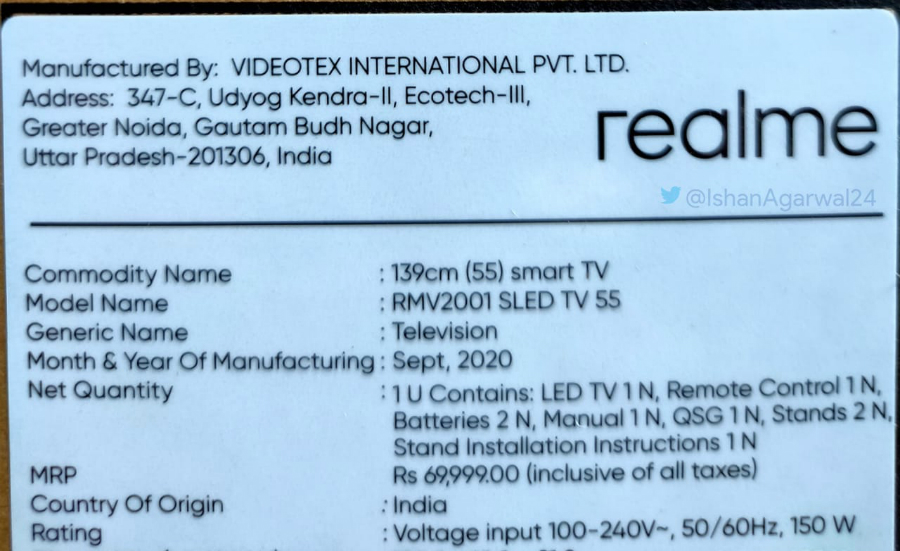 Manufactured By: VIDEOTEX INTERNATIONAL PVT. LTD.
Address: 347-C, Udyog Kendra-II, Ecotech-III,
Greater Noida, Gautam Budh Nagar,
Uttar Pradesh-201306, India
realme
@IshanAgarwal24
Commodity Name : 139cm (55) smart TV
Model Name : RMV2001 SLED TV 55
Generic Name : Television
Month & Year Of Manufacturing : Sept, 2020
Net Quantity : 1 U Contains: LED TV 1 N, Remote Control 1 N,
Batteries 2 N, Manual 1 N, QSG 1 N, Stands 2 N,
Stand Installation Instructions 1 N
MRP Rs 69,999.00 (inclusive of all taxes)
Country Of Origin : India
Rating : Voltage input 100-240V~, 50/60Hz, 150 W